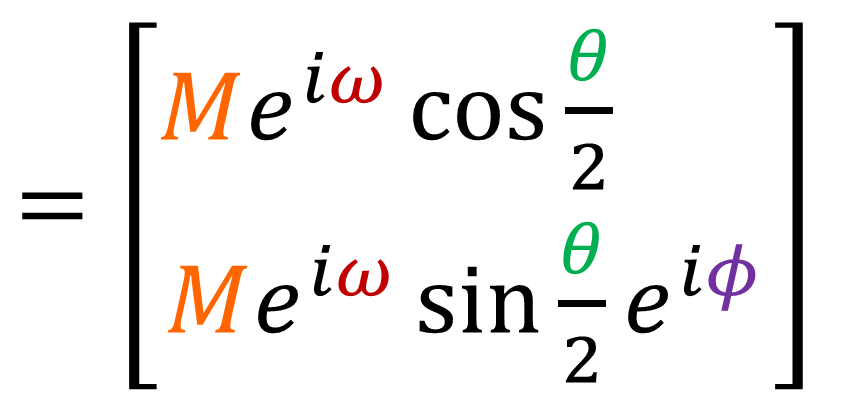 = [ Me^{iω} cos θ/2
Me^{iω} sin θ/2 e^{iϕ} ]